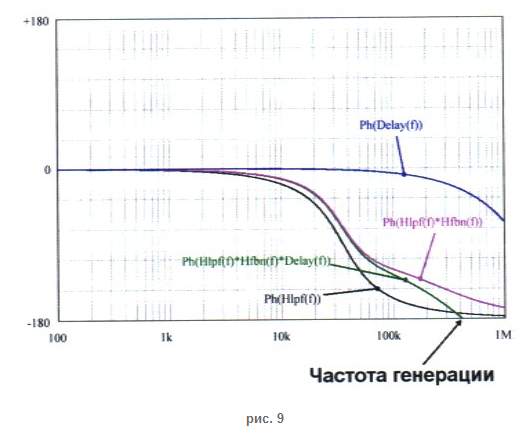 +180
Ph(Delay(f))
0
Ph(Hlpf(f)*Hfbn(f))
Ph(Hlpf(f)*Hfbn(f)*Delay(f))
Ph(Hlpf(f))
-180
100 1k 10k 100k 1M
Частота генерации
рис. 9